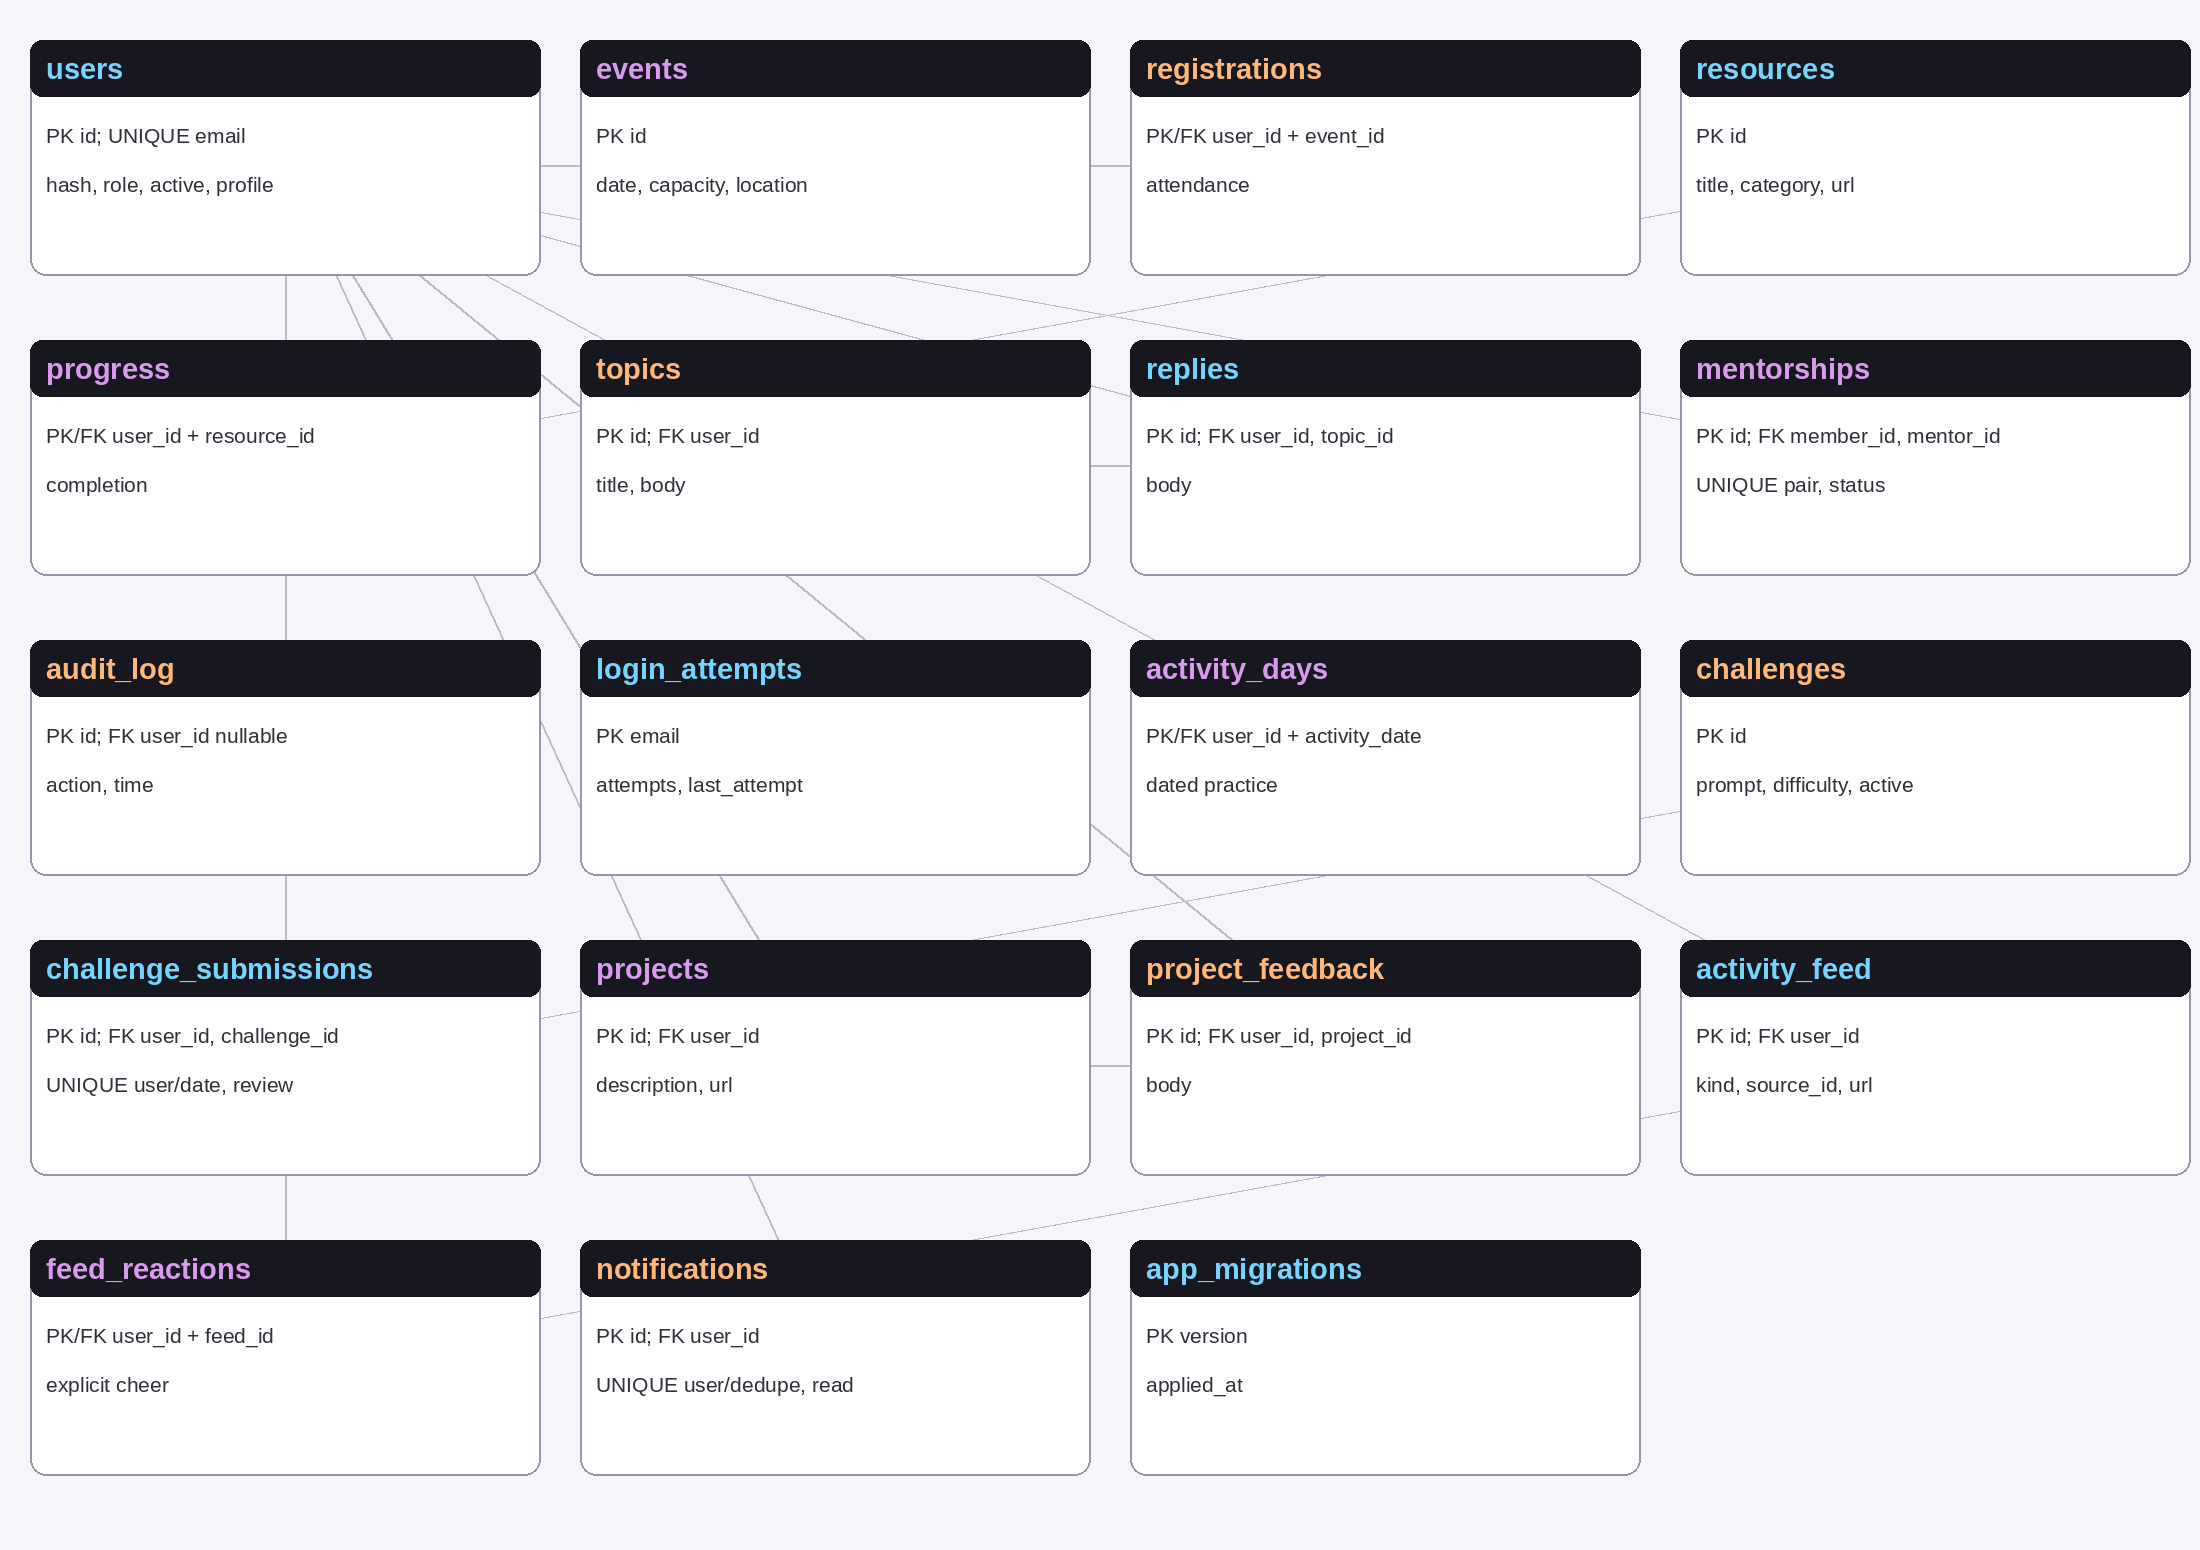 users
PK id; UNIQUE email
hash, role, active, profile
events
PK id
date, capacity, location
registrations
PK/FK user_id + event_id
attendance
resources
PK id
title, category, url
progress
PK/FK user_id + resource_id
completion
topics
PK id; FK user_id
title, body
replies
PK id; FK user_id, topic_id
body
mentorships
PK id; FK member_id, mentor_id
UNIQUE pair, status
audit_log
PK id; FK user_id nullable
action, time
login_attempts
PK email
attempts, last_attempt
activity_days
PK/FK user_id + activity_date
dated practice
challenges
PK id
prompt, difficulty, active
challenge_submissions
PK id; FK user_id, challenge_id
UNIQUE user/date, review
projects
PK id; FK user_id
description, url
project_feedback
PK id; FK user_id, project_id
body
activity_feed
PK id; FK user_id
kind, source_id, url
feed_reactions
PK/FK user_id + feed_id
explicit cheer
notifications
PK id; FK user_id
UNIQUE user/dedupe, read
app_migrations
PK version
applied_at